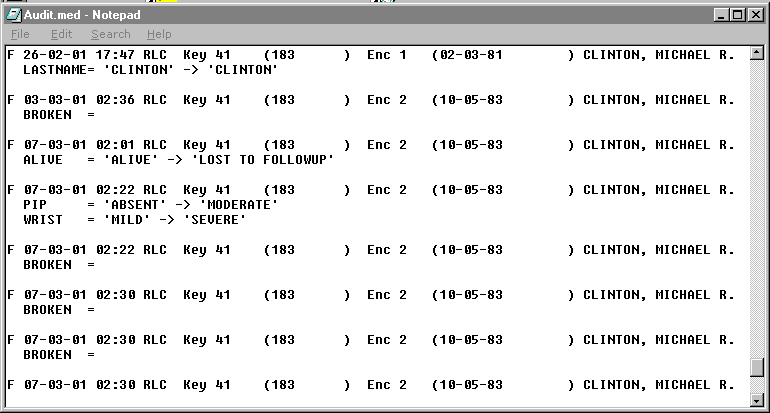 Audit.med - Notepad
File Edit Search Help
F 26-02-01 17:47 RLC  Key 41    (183      )  Enc 1   (02-03-81        ) CLINTON, MICHAEL R.
  LASTNAME= 'CLINTON' -> 'CLINTON'
F 03-03-01 02:36 RLC  Key 41    (183      )  Enc 2   (10-05-83        ) CLINTON, MICHAEL R.
  BROKEN  =
F 07-03-01 02:01 RLC  Key 41    (183      )  Enc 2   (10-05-83        ) CLINTON, MICHAEL R.
  ALIVE   = 'ALIVE' -> 'LOST TO FOLLOWUP'
F 07-03-01 02:22 RLC  Key 41    (183      )  Enc 2   (10-05-83        ) CLINTON, MICHAEL R.
  PIP     = 'ABSENT' -> 'MODERATE'
  WRIST   = 'MILD' -> 'SEVERE'
F 07-03-01 02:22 RLC  Key 41    (183      )  Enc 2   (10-05-83        ) CLINTON, MICHAEL R.
  BROKEN  =
F 07-03-01 02:30 RLC  Key 41    (183      )  Enc 2   (10-05-83        ) CLINTON, MICHAEL R.
  BROKEN  =
F 07-03-01 02:30 RLC  Key 41    (183      )  Enc 2   (10-05-83        ) CLINTON, MICHAEL R.
  BROKEN  =
F 07-03-01 02:30 RLC  Key 41    (183      )  Enc 2   (10-05-83        ) CLINTON, MICHAEL R.